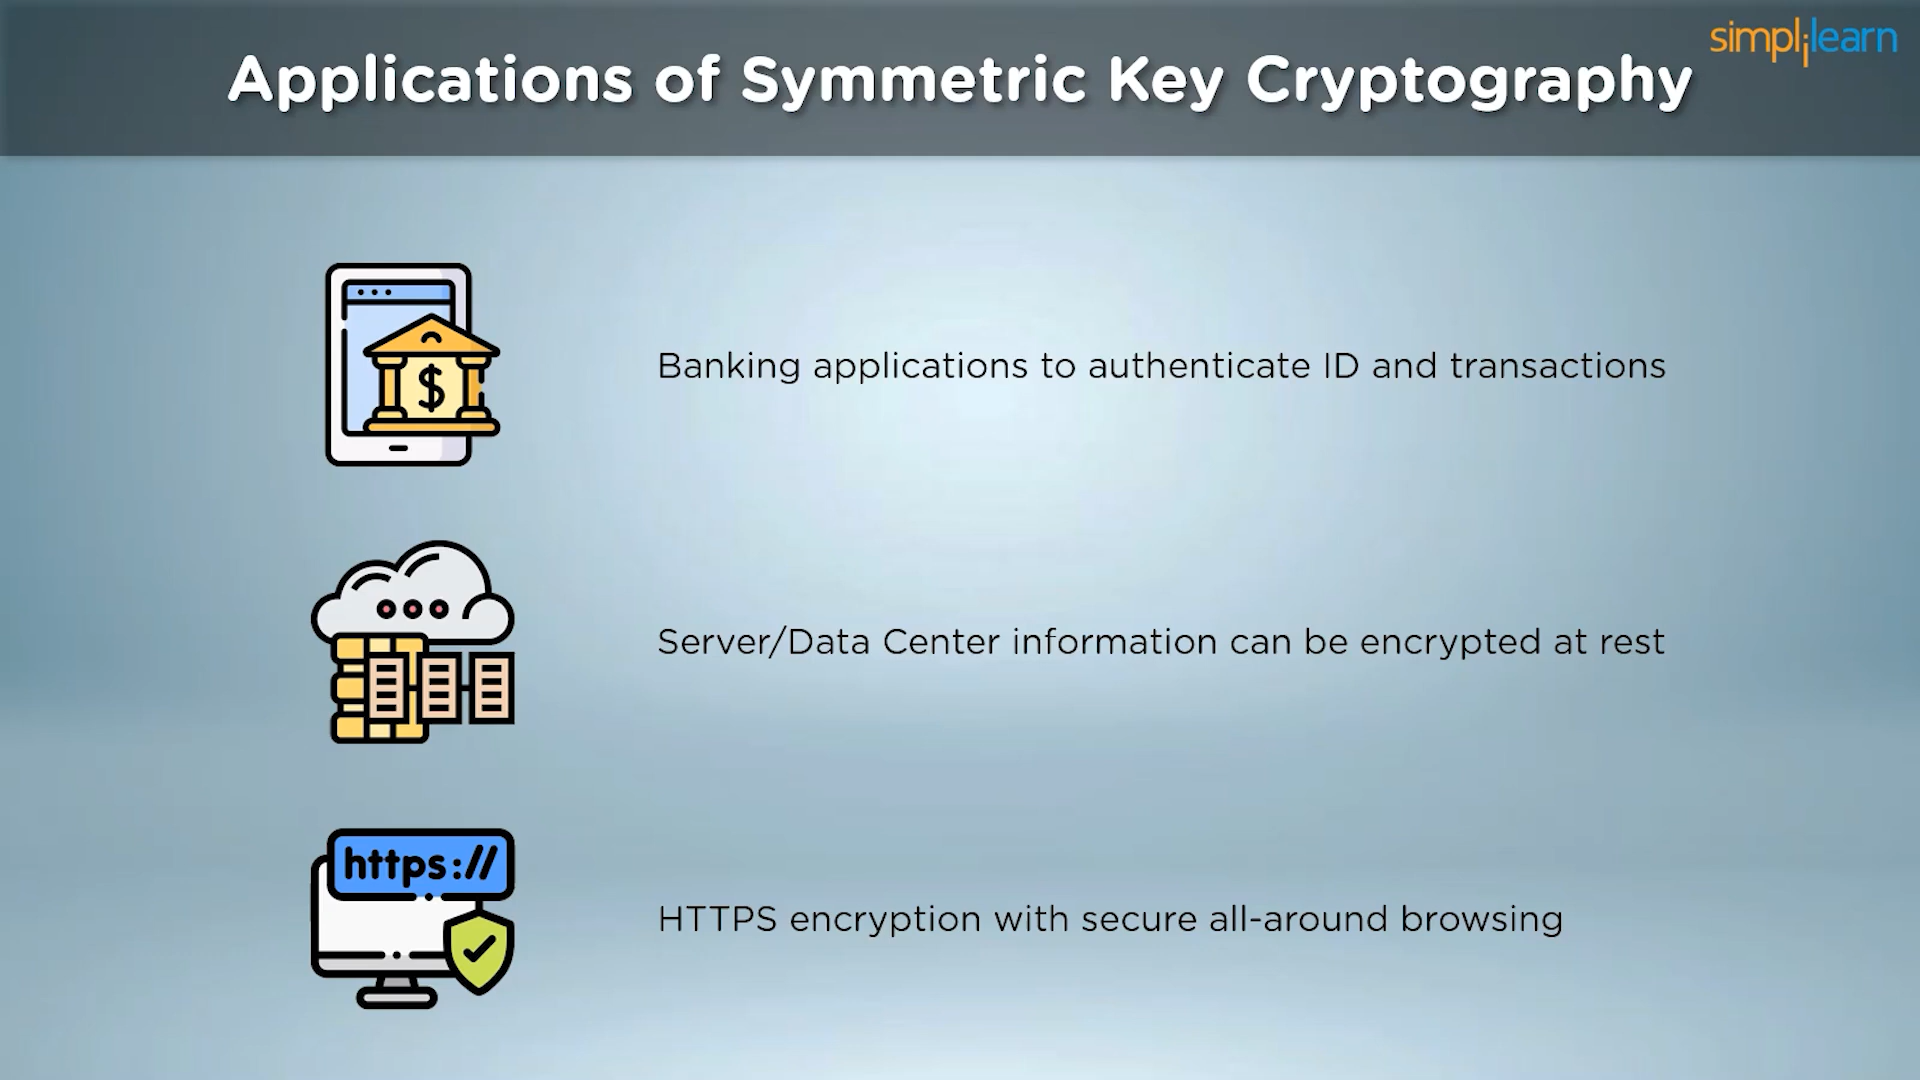 simplilearn
Applications of Symmetric Key Cryptography
$
Banking applications to authenticate ID and transactions
Server/Data Center information can be encrypted at rest
https://
HTTPS encryption with secure all-around browsing